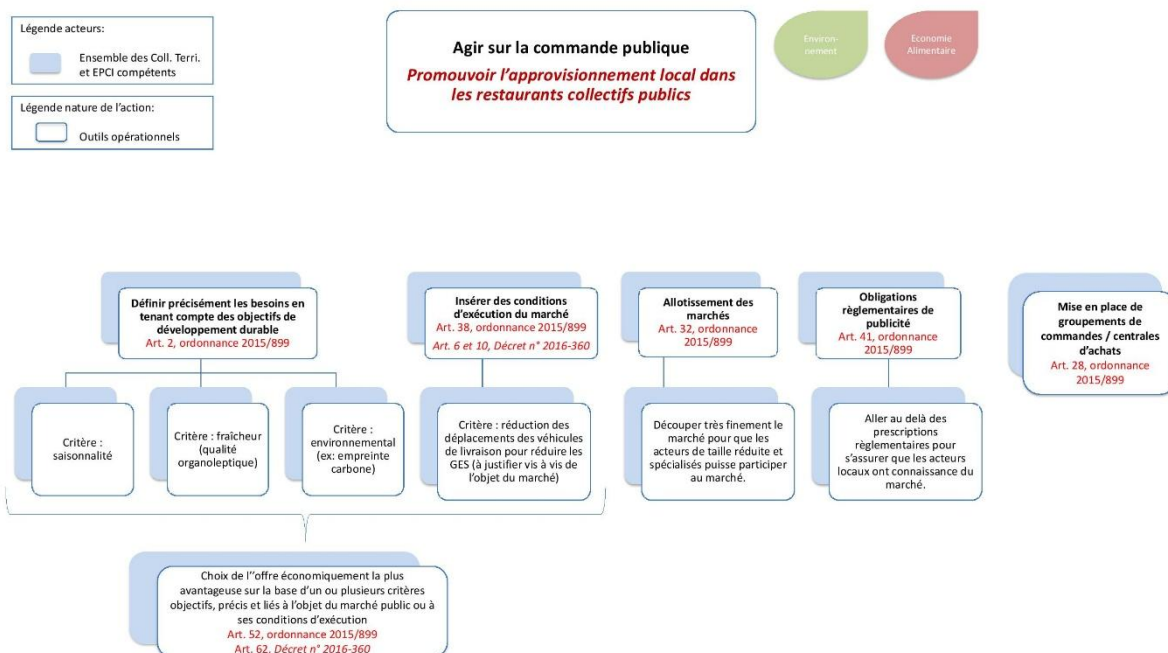 Légende acteurs:
Ensemble des Coll. Terri.
et EPCI compétents
Légende nature de l'action:
Outils opérationnels
Agir sur la commande publique
Promouvoir l'approvisionnement local dans
les restaurants collectifs publics
Environ-
nement
Economie
Alimentaire
Définir précisément les besoins en
tenant compte des objectifs de
développement durable
Art. 2, ordonnance 2015/899
Insérer des conditions
d'exécution du marché
Art. 38, ordonnance 2015/899
Art. 6 et 10, Décret n° 2016-360
Allotissement des
marchés
Art. 32, ordonnance
2015/899
Obligations
règlementaires de
publicité
Art. 41, ordonnance
2015/899
Mise en place de
groupements de
commandes / centrales
d'achats
Art. 28, ordonnance
2015/899
Critère :
saisonnalité
Critère : fraîcheur
(qualité
organoleptique)
Critère :
environnemental
(ex: empreinte
carbone)
Critère : réduction des
déplacements des véhicules
de livraison pour réduire les
GES (à justifier vis à vis de
l'objet du marché)
Découper très finement le
marché pour que les
acteurs de taille réduite et
spécialisés puisse participer
au marché.
Aller au delà des
prescriptions
règlementaires pour
s'assurer que les acteurs
locaux ont connaissance du
marché.
Choix de l''offre économiquement la plus
avantageuse sur la base d'un ou plusieurs critères
objectifs, précis et liés à l'objet du marché public ou à
ses conditions d'exécution
Art. 52, ordonnance 2015/899
Art. 62, Décret n° 2016-360